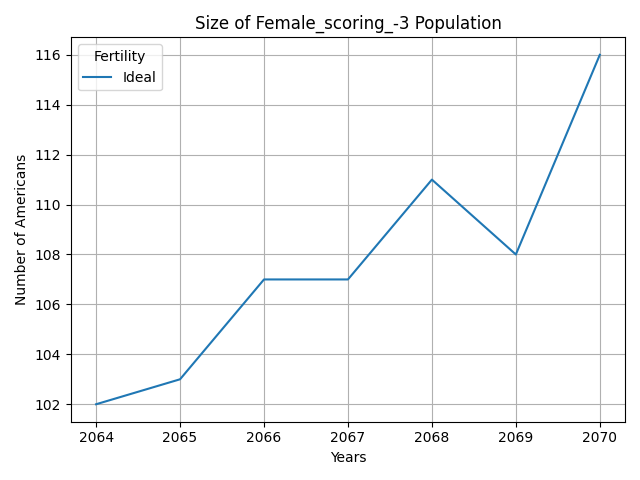 Size of Female_scoring_-3 Population
Fertility
Ideal
Number of Americans
116
114
112
110
108
106
104
102
2064 2065 2066 2067 2068 2069 2070
Years